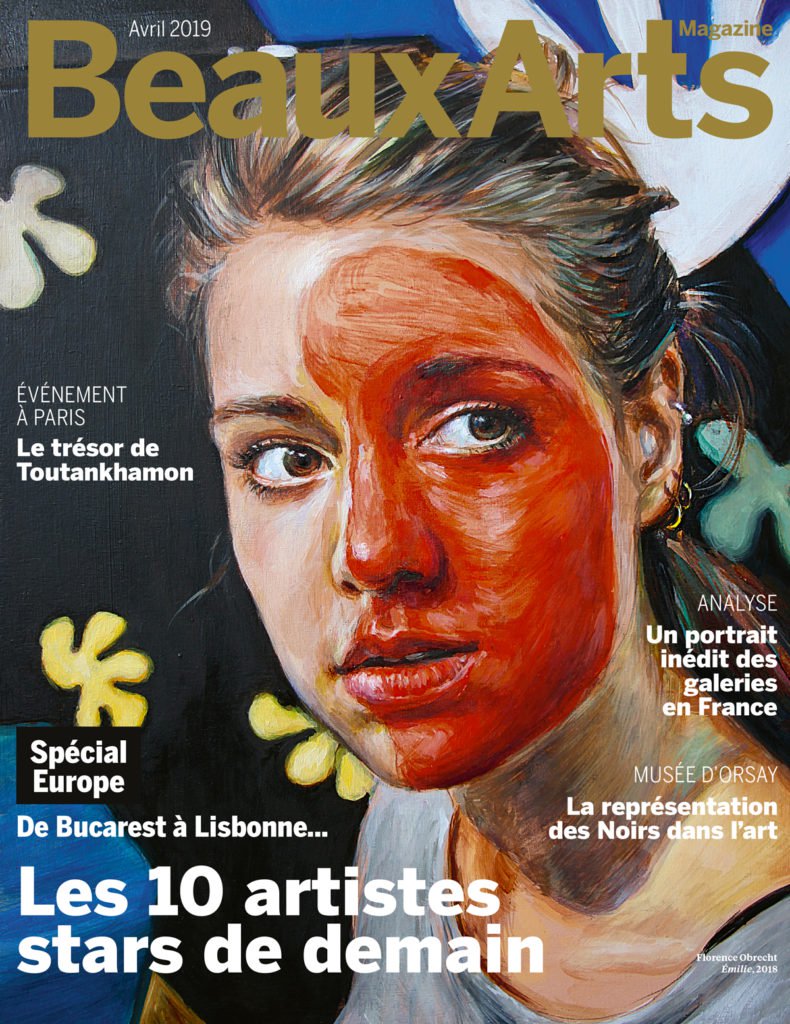 Avril 2019
Magazine
BeauxArts
ÉVÉNEMENT
À PARIS
Le trésor de
Toutankhamon
ANALYSE
Un portrait
inédit des
galeries
en France
MUSÉE D'ORSAY
La représentation
des Noirs dans l'art
Spécial
Europe
De Bucarest à Lisbonne...
Les 10 artistes
stars de demain
Florence Obrecht
Émilie, 2018